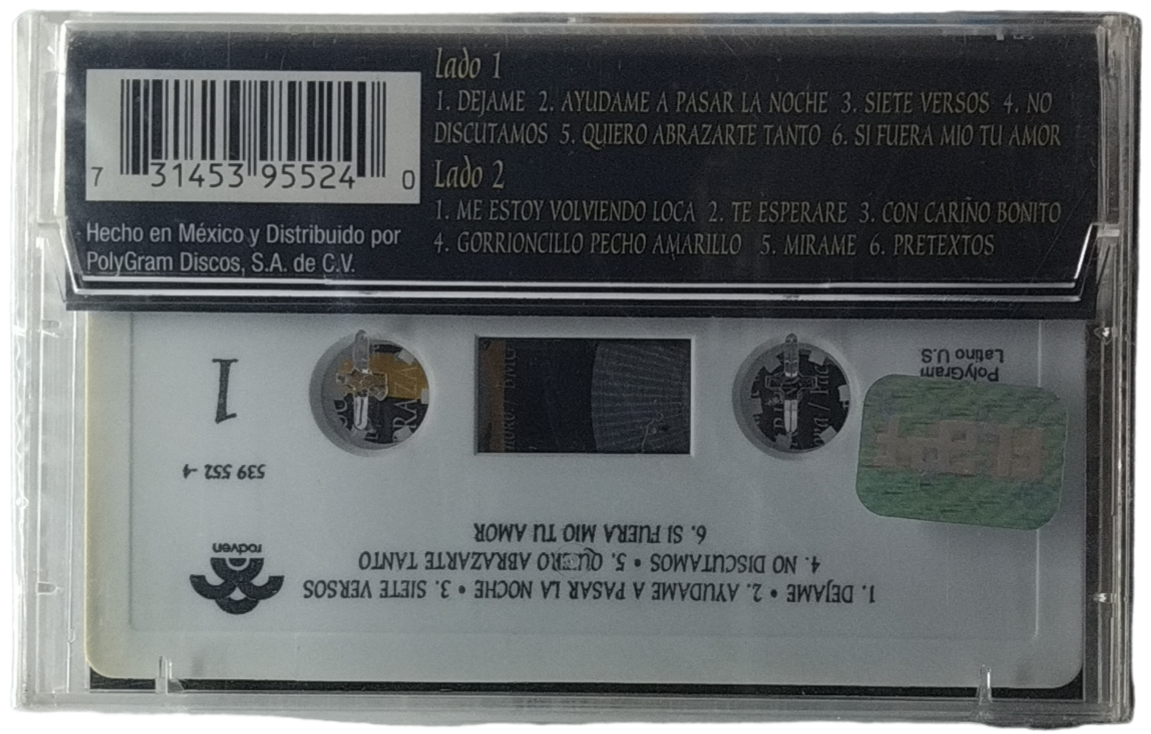 Lado 1
1. DEJAME 2. AYUDAME A PASAR LA NOCHE 3. SIETE VERSOS 4. NO
DISCUTAMOS 5. QUIERO ABRAZARTE TANTO 6. SI FUERA MIO TU AMOR
Lado 2
1. ME ESTOY VOLVIENDO LOCA 2. TE ESPERARE 3. CON CARIÑO BONITO
4. GORRIONCILLO PECHO AMARILLO 5. MIRAME 6. PRETEXTOS
7 31453 95524 0
Hecho en México y Distribuido por
PolyGram Discos, S.A. de C.V.
1. DEJAME • 2. AYUDAME A PASAR LA NOCHE • 3. SIETE VERSOS
4. NO DISCUTAMOS • 5. QUIERO ABRAZARTE TANTO
6. SI FUERA MIO TU AMOR
rodven
539 552 -4
1
PolyGram
Latino U.S